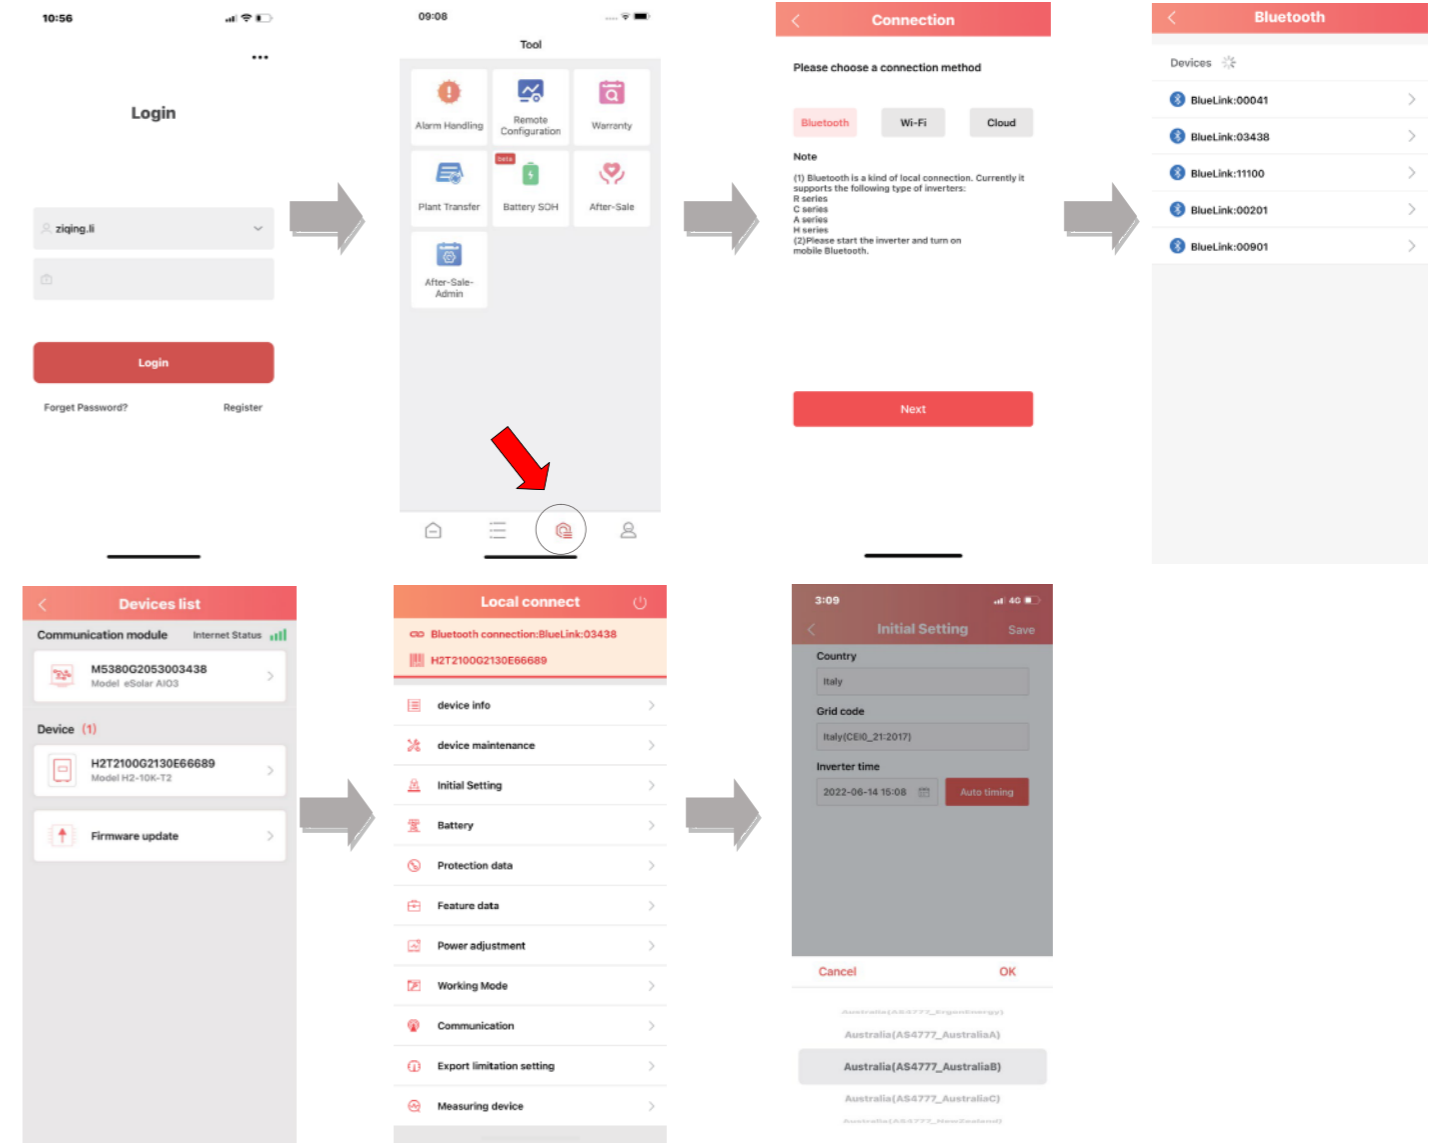 10:56
Login
ziqing.li
Login
Forget Password?
Register
09:08
Tool
Alarm Handling
Remote
Configuration
Warranty
Plant Transfer
beta
Battery SOH
After-Sale
After-Sale-
Admin
Connection
Please choose a connection method
Bluetooth
Wi-Fi
Cloud
Note
(1) Bluetooth is a kind of local connection. Currently it
supports the following type of inverters:
R series
C series
A series
H series
(2)Please start the inverter and turn on
mobile Bluetooth.
Next
Bluetooth
Devices
BlueLink:00041
BlueLink:03438
BlueLink:11100
BlueLink:00201
BlueLink:00901
Devices list
Communication module
Internet Status
M5380G2053003438
Model eSolar AIO3
Device (1)
H2T2100G2130E66689
Model H2-10K-T2
Firmware update
Local connect
Bluetooth connection:BlueLink:03438
H2T2100G2130E66689
device info
device maintenance
Initial Setting
Battery
Protection data
Feature data
Power adjustment
Working Mode
Communication
Export limitation setting
Measuring device
3:09
4G
Initial Setting
Save
Country
Italy
Grid code
Italy(CEI0_21:2017)
Inverter time
2022-06-14 15:08
Auto timing
Cancel
OK
Australia(AS4777_ErgonEnergy)
Australia(AS4777_AustraliaA)
Australia(AS4777_AustraliaB)
Australia(AS4777_AustraliaC)
Australia(AS4777_NewZealand)